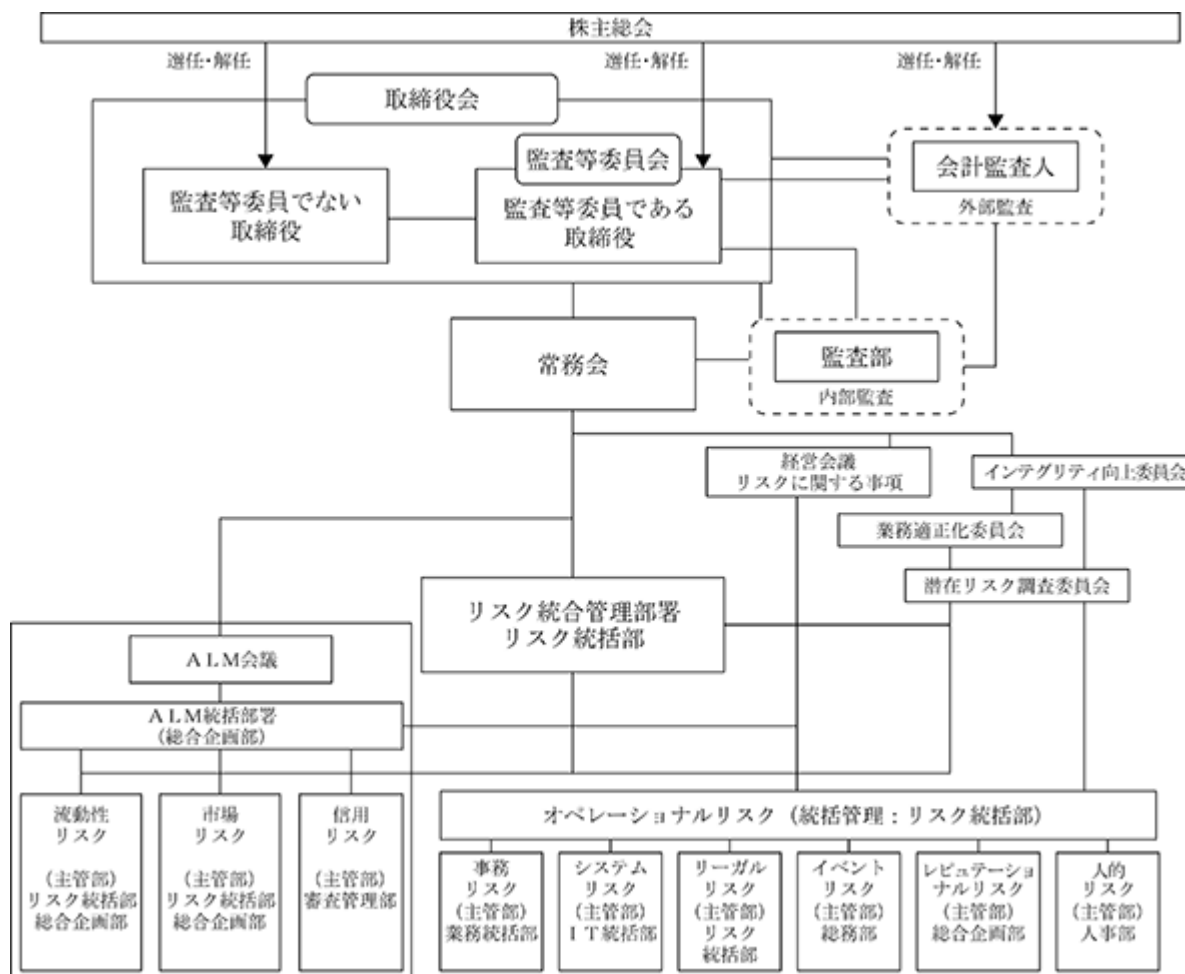 株主総会
選任・解任
選任・解任
選任・解任
取締役会
監査等委員会
監査等委員でない
取締役
監査等委員である
取締役
会計監査人
外部監査
常務会
監査部
内部監査
経営会議
リスクに関する事項
インテグリティ向上委員会
業務適正化委員会
潜在リスク調査委員会
リスク統合管理部署
リスク統括部
ALM会議
ALM統括部署
(総合企画部)
流動性
リスク
(主管部)
リスク統括部
総合企画部
市場
リスク
(主管部)
リスク統括部
総合企画部
信用
リスク
(主管部)
審査管理部
オペレーショナルリスク(統括管理:リスク統括部)
事務
リスク
(主管部)
業務統括部
システム
リスク
(主管部)
IT統括部
リーガル
リスク
(主管部)
リスク
統括部
イベント
リスク
(主管部)
総務部
レピュテーショ
ナルリスク
(主管部)
総合企画部
人的
リスク
(主管部)
人事部